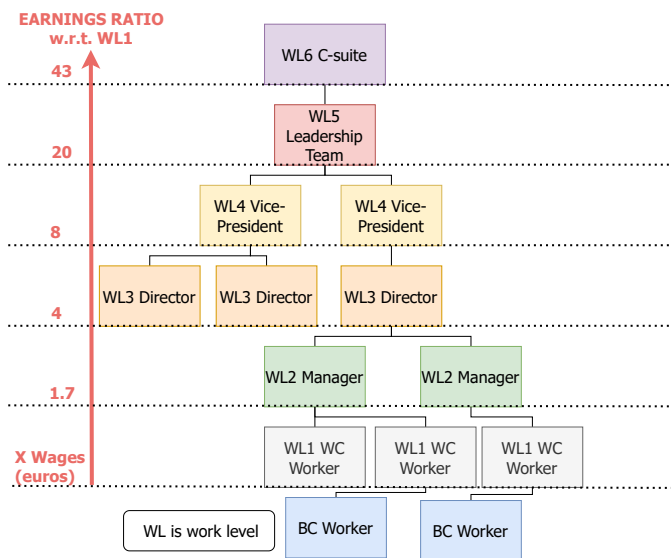 EARNINGS RATIO
w.r.t. WL1
43
WL6 C-suite
WL5
Leadership
Team
20
WL4 Vice-
President
WL4 Vice-
President
8
WL3 Director
WL3 Director
WL3 Director
4
WL2 Manager
WL2 Manager
1.7
X Wages
(euros)
WL1 WC
Worker
WL1 WC
Worker
WL1 WC
Worker
WL is work level
BC Worker
BC Worker